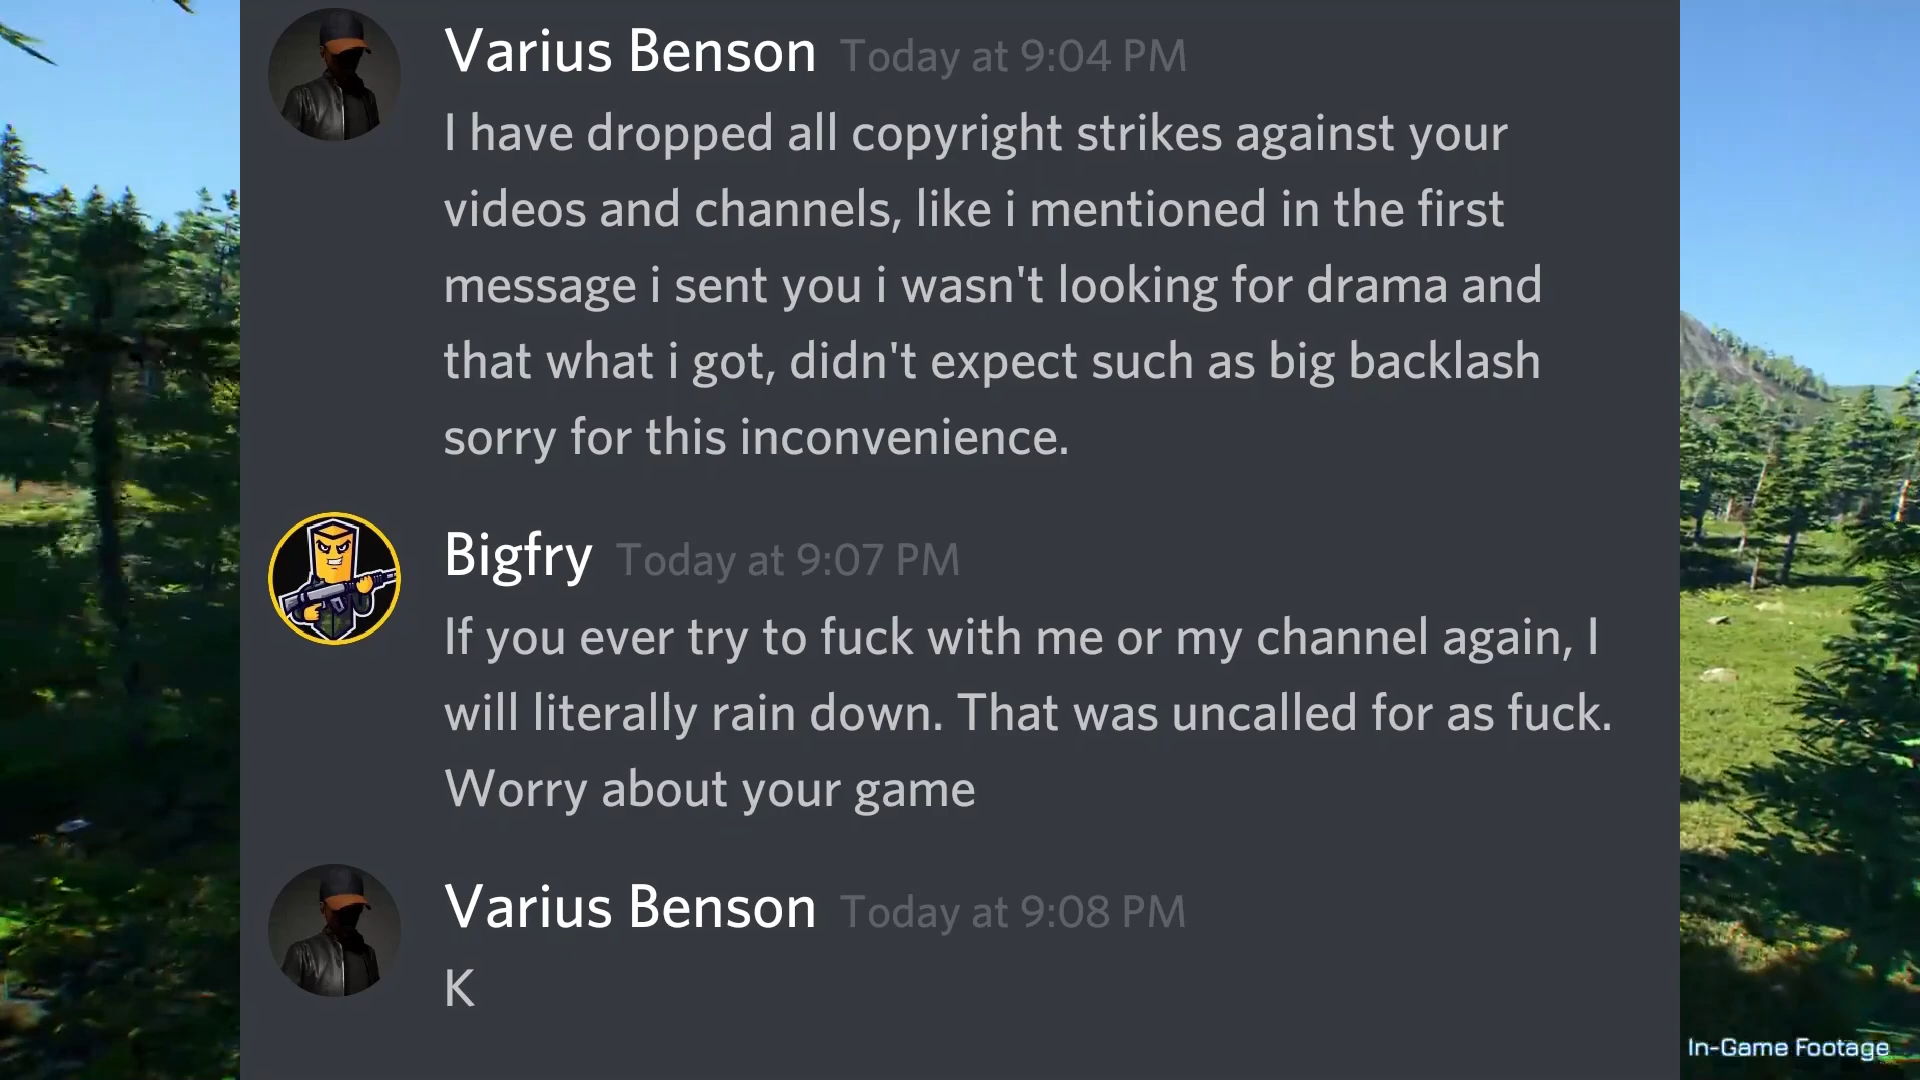 Varius Benson Today at 9:04 PM
I have dropped all copyright strikes against your
videos and channels, like i mentioned in the first
message i sent you i wasn't looking for drama and
that what i got, didn't expect such as big backlash
sorry for this inconvenience.
Bigfry Today at 9:07 PM
If you ever try to fuck with me or my channel again, I
will literally rain down. That was uncalled for as fuck.
Worry about your game
Varius Benson Today at 9:08 PM
K
In-Game Footage